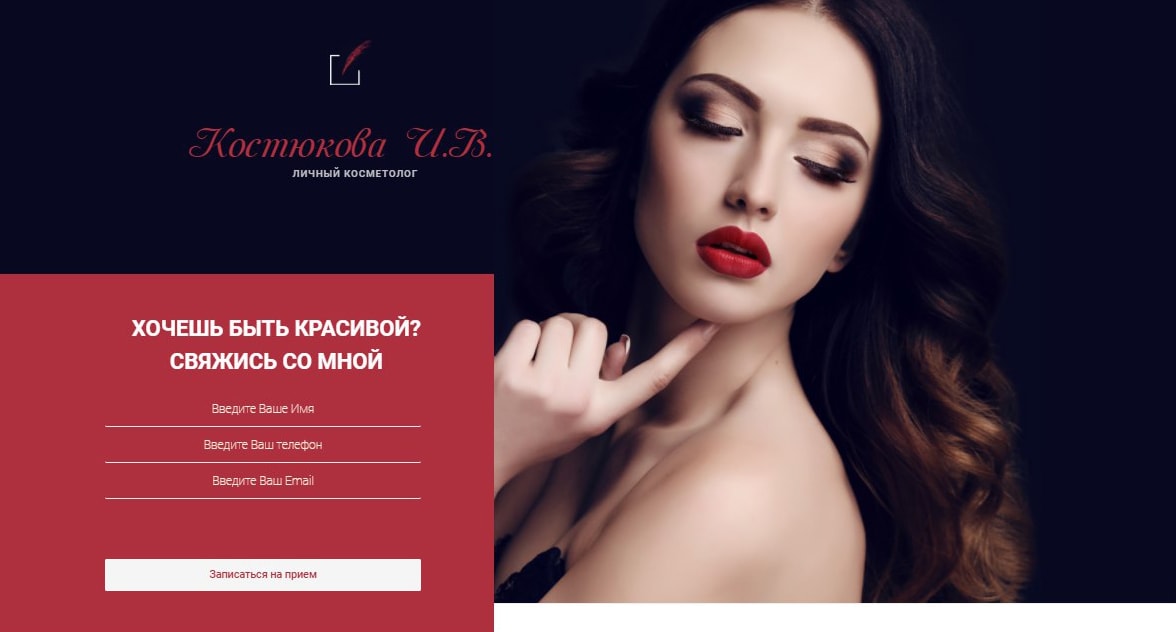 Костюкова И.В.
ЛИЧНЫЙ КОСМЕТОЛОГ
ХОЧЕШЬ БЫТЬ КРАСИВОЙ?
СВЯЖИСЬ СО МНОЙ
Введите Ваше Имя
Введите Ваш телефон
Введите Ваш Email
Записаться на прием